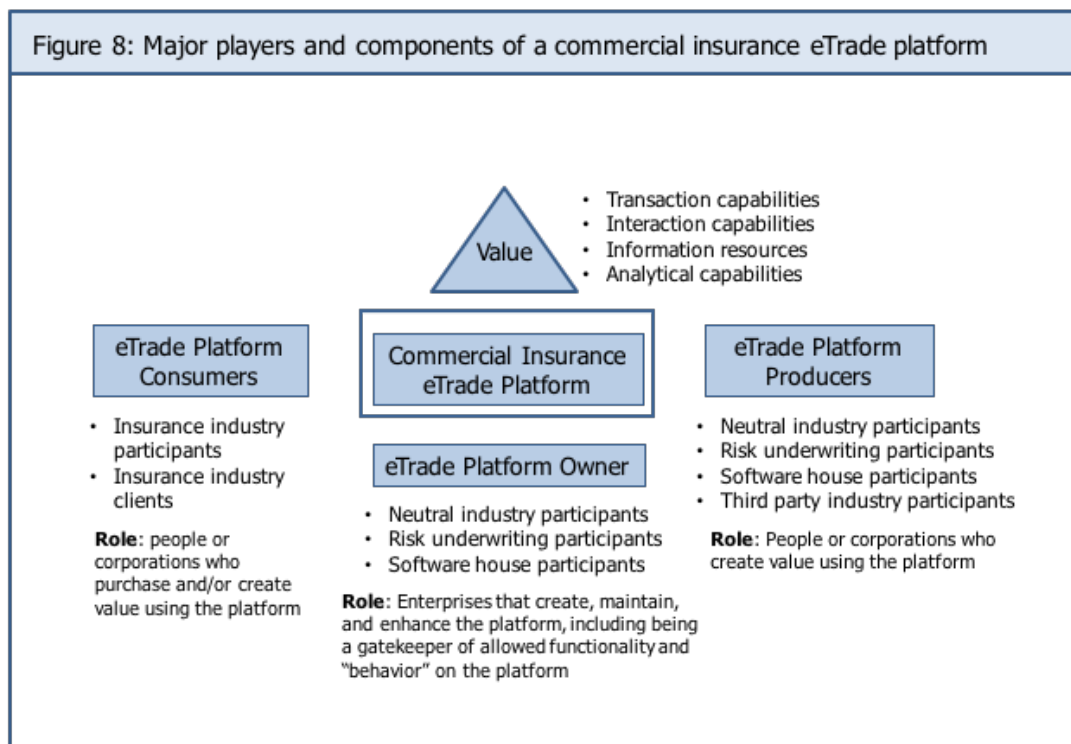 Figure 8: Major players and components of a commercial insurance eTrade platform
Value
• Transaction capabilities
• Interaction capabilities
• Information resources
• Analytical capabilities
eTrade Platform
Consumers
• Insurance industry
participants
• Insurance industry
clients
Role: people or
corporations who
purchase and/or create
value using the platform
Commercial Insurance
eTrade Platform
eTrade Platform Owner
• Neutral industry participants
• Risk underwriting participants
• Software house participants
Role: Enterprises that create, maintain,
and enhance the platform, including being
a gatekeeper of allowed functionality and
“behavior” on the platform
eTrade Platform
Producers
• Neutral industry participants
• Risk underwriting participants
• Software house participants
• Third party industry participants
Role: People or corporations who
create value using the platform